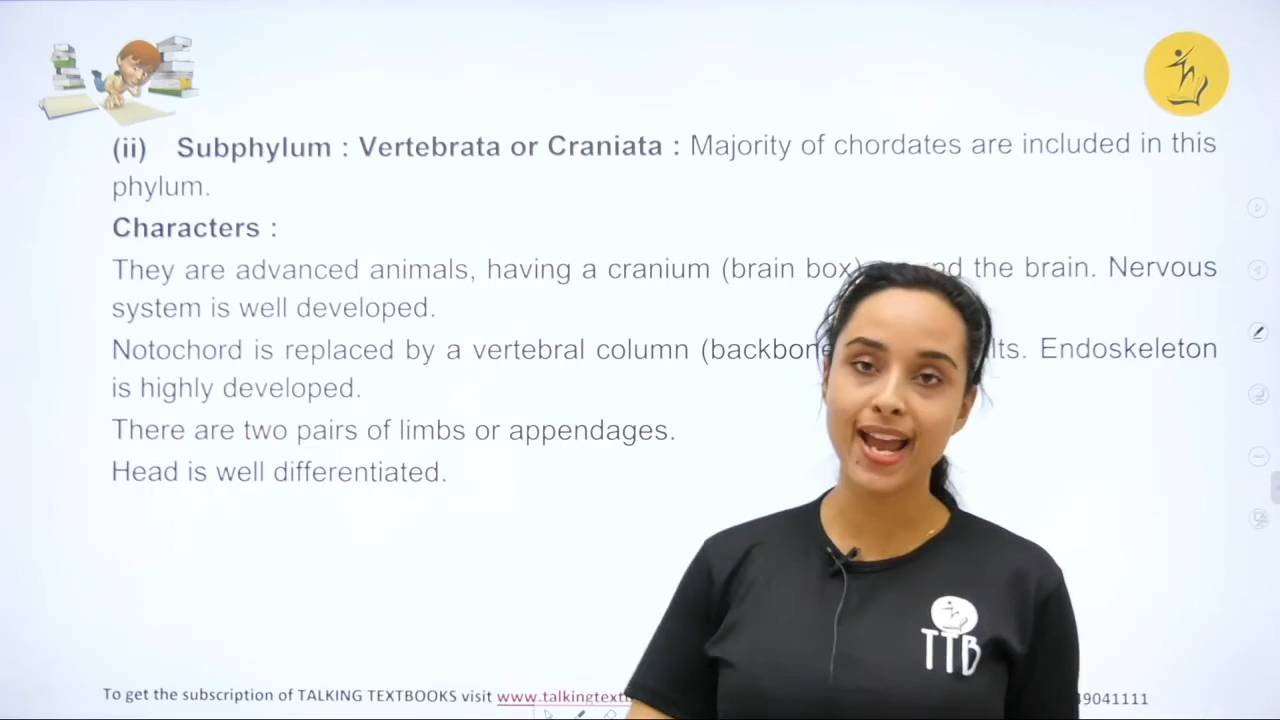 (ii) Subphylum : Vertebrata or Craniata : Majority of chordates are included in this
phylum.
Characters :
They are advanced animals, having a cranium (brain box) the brain. Nervous
system is well developed.
Notochord is replaced by a vertebral column (backbone Endoskeleton
is highly developed.
There are two pairs of limbs or appendages.
Head is well differentiated.
TTB
To get the subscription of TALKING TEXTBOOKS visit www.talkingtextb 9041111